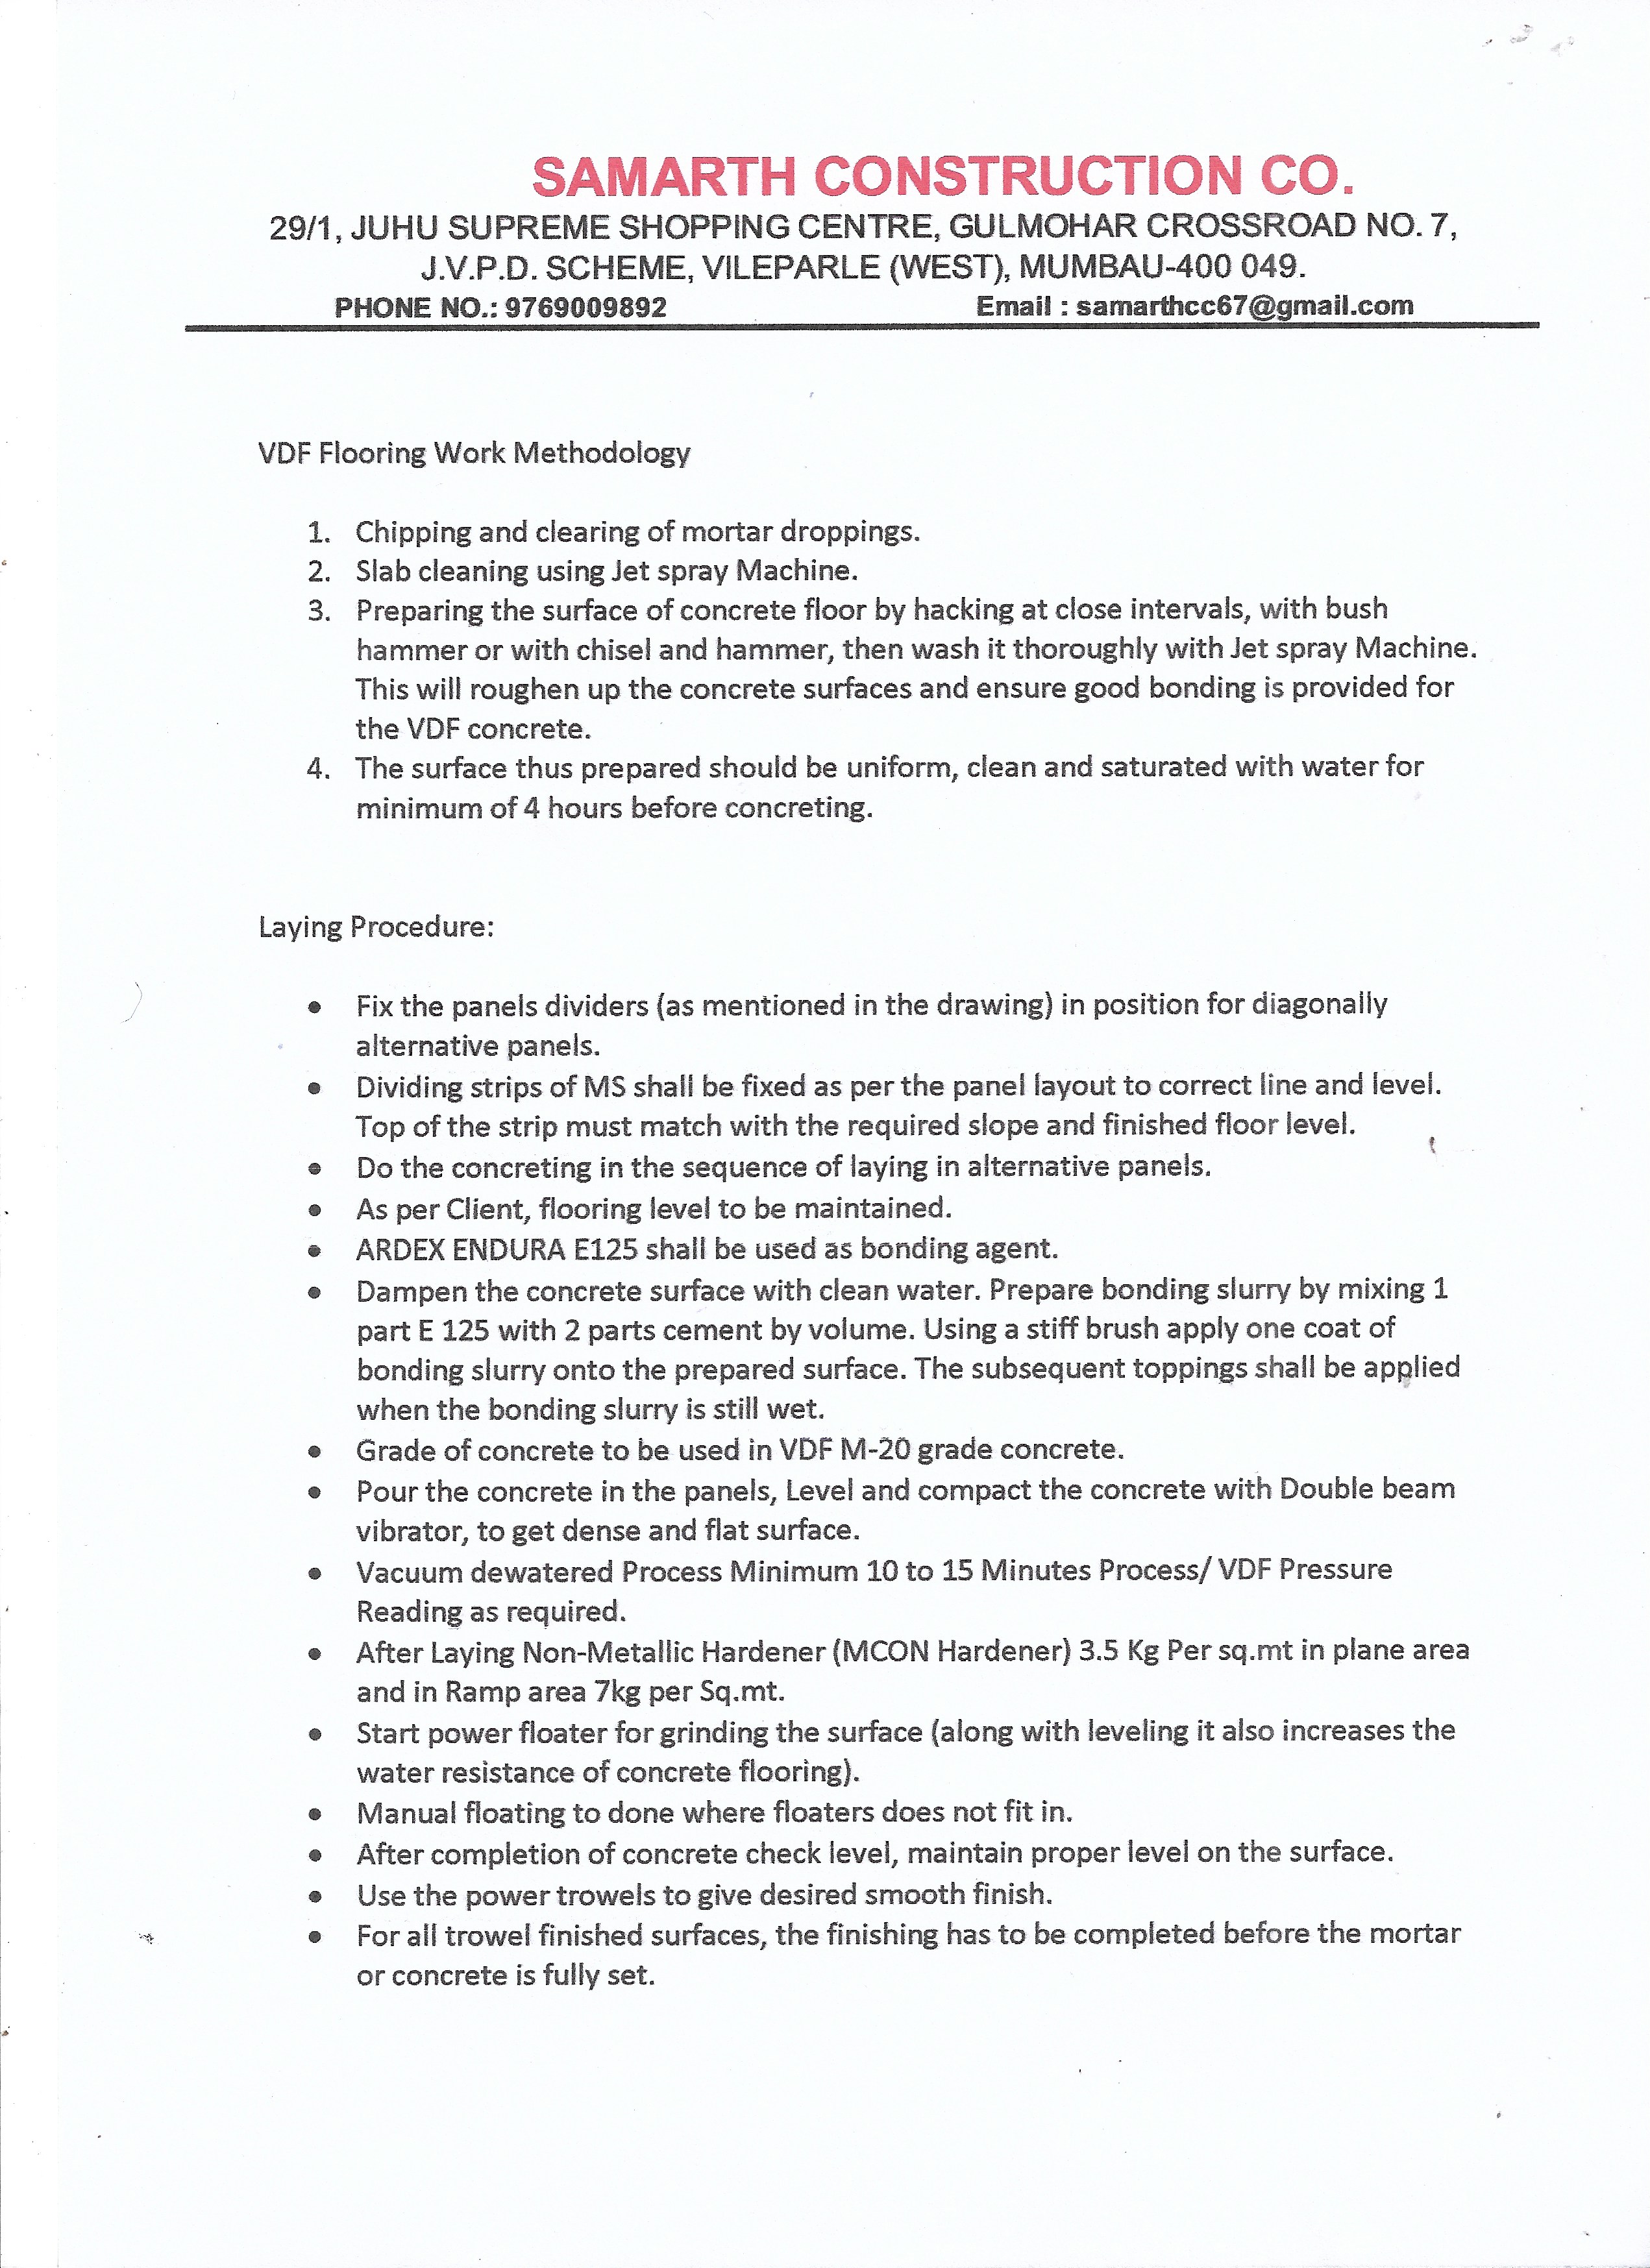 SAMARTH CONSTRUCTION CO.
29/1, JUHU SUPREME SHOPPING CENTRE, GULMOHAR CROSSROAD NO. 7,
J.V.P.D. SCHEME, VILEPARLE (WEST), MUMBAU-400 049.
PHONE NO.: 9769009892 Email : samarthcc67@gmail.com
VDF Flooring Work Methodology
1. Chipping and clearing of mortar droppings.
2. Slab cleaning using Jet spray Machine.
3. Preparing the surface of concrete floor by hacking at close intervals, with bush
hammer or with chisel and hammer, then wash it thoroughly with Jet spray Machine.
This will roughen up the concrete surfaces and ensure good bonding is provided for
the VDF concrete.
4. The surface thus prepared should be uniform, clean and saturated with water for
minimum of 4 hours before concreting.
Laying Procedure:
• Fix the panels dividers (as mentioned in the drawing) in position for diagonally
alternative panels.
• Dividing strips of MS shall be fixed as per the panel layout to correct line and level.
Top of the strip must match with the required slope and finished floor level.
• Do the concreting in the sequence of laying in alternative panels.
• As per Client, flooring level to be maintained.
• ARDEX ENDURA E125 shall be used as bonding agent.
• Dampen the concrete surface with clean water. Prepare bonding slurry by mixing 1
part E 125 with 2 parts cement by volume. Using a stiff brush apply one coat of
bonding slurry onto the prepared surface. The subsequent toppings shall be applied
when the bonding slurry is still wet.
• Grade of concrete to be used in VDF M-20 grade concrete.
• Pour the concrete in the panels, Level and compact the concrete with Double beam
vibrator, to get dense and flat surface.
• Vacuum dewatered Process Minimum 10 to 15 Minutes Process/ VDF Pressure
Reading as required.
• After Laying Non-Metallic Hardener (MCON Hardener) 3.5 Kg Per sq.mt in plane area
and in Ramp area 7kg per Sq.mt.
• Start power floater for grinding the surface (along with leveling it also increases the
water resistance of concrete flooring).
• Manual floating to done where floaters does not fit in.
• After completion of concrete check level, maintain proper level on the surface.
• Use the power trowels to give desired smooth finish.
• For all trowel finished surfaces, the finishing has to be completed before the mortar
or concrete is fully set.